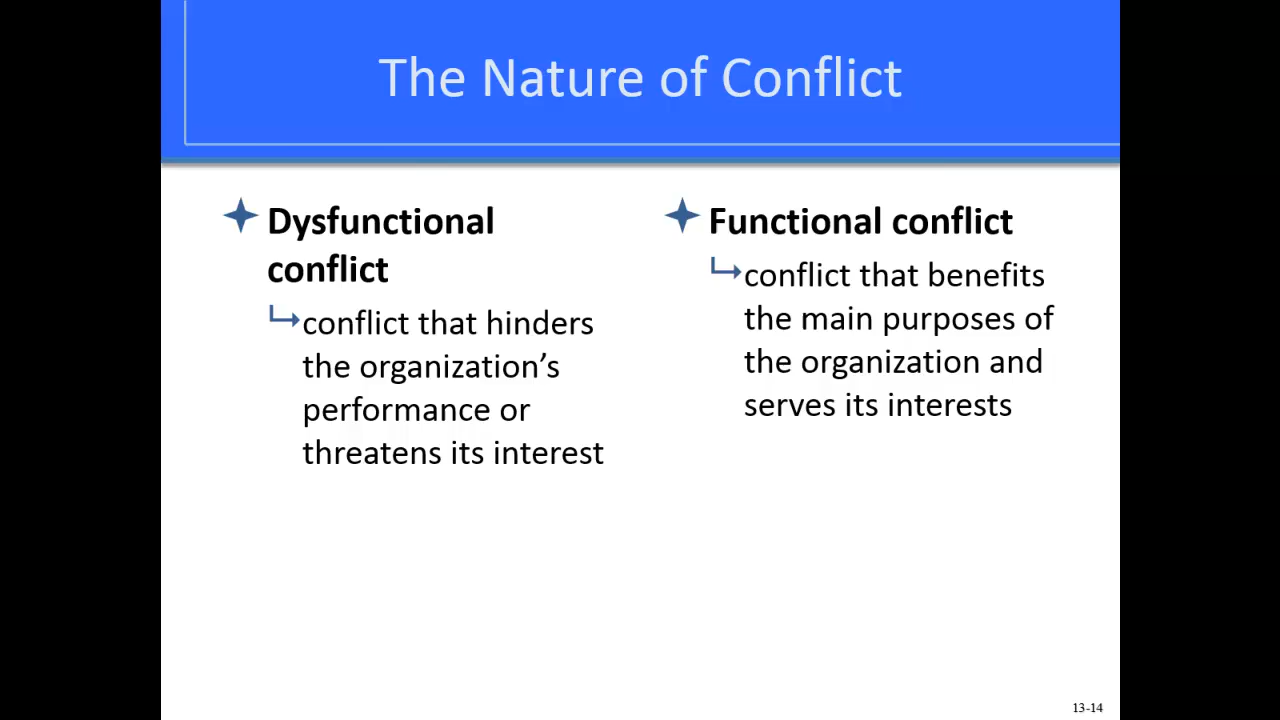 The Nature of Conflict
Dysfunctional
conflict
conflict that hinders
the organization’s
performance or
threatens its interest
Functional conflict
conflict that benefits
the main purposes of
the organization and
serves its interests
13-14